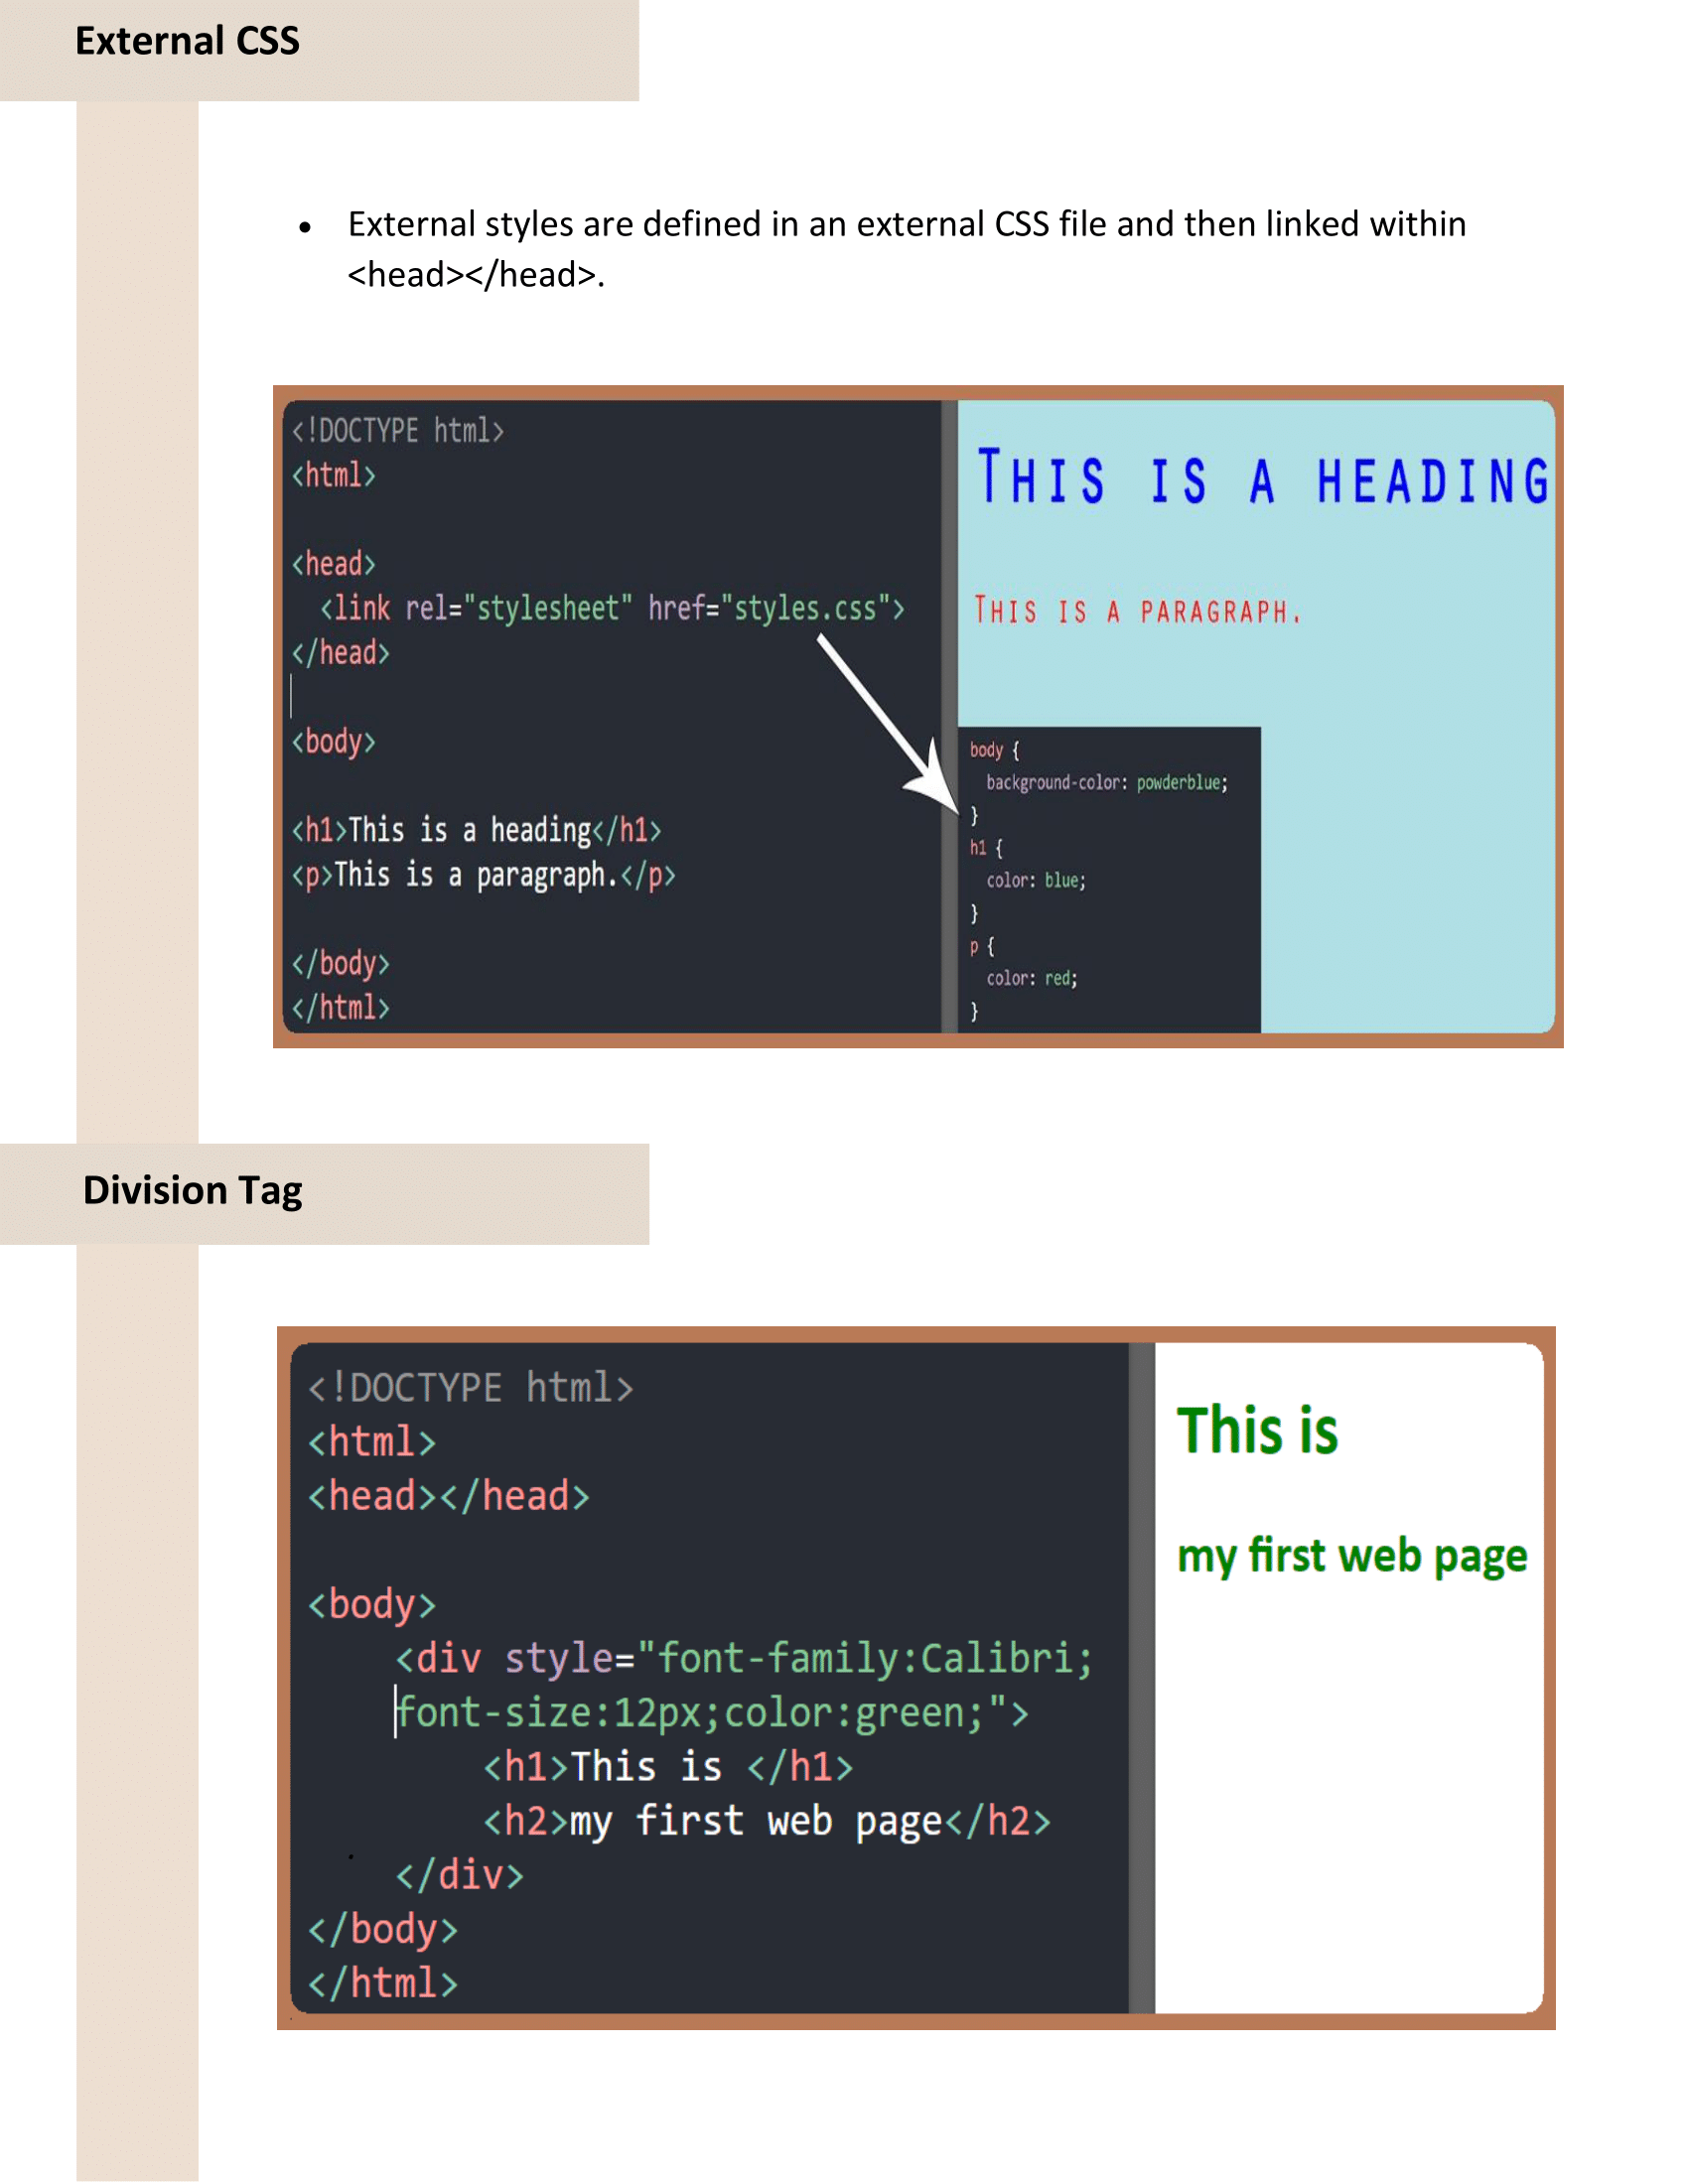 External CSS
• External styles are defined in an external CSS file and then linked within
<head></head>.
<!DOCTYPE html>
<html>
<head>
<link rel="stylesheet" href="styles.css">
</head>
<body>
<h1>This is a heading</h1>
<p>This is a paragraph.</p>
</body>
</html>
THIS IS A HEADING
THIS IS A PARAGRAPH.
body {
background-color: powderblue;
}
h1 {
color: blue;
}
p {
color: red;
}
Division Tag
<!DOCTYPE html>
<html>
<head></head>
<body>
<div style="font-family:Calibri;
font-size:12px;color:green;">
<h1>This is </h1>
<h2>my first web page</h2>
</div>
</body>
</html>
This is
my first web page